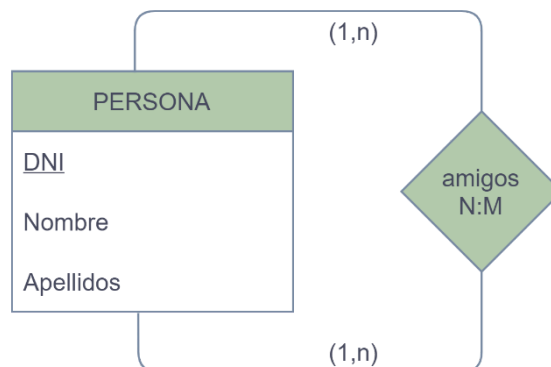 (1,n)
PERSONA
DNI
Nombre
Apellidos
amigos
N:M
(1,n)